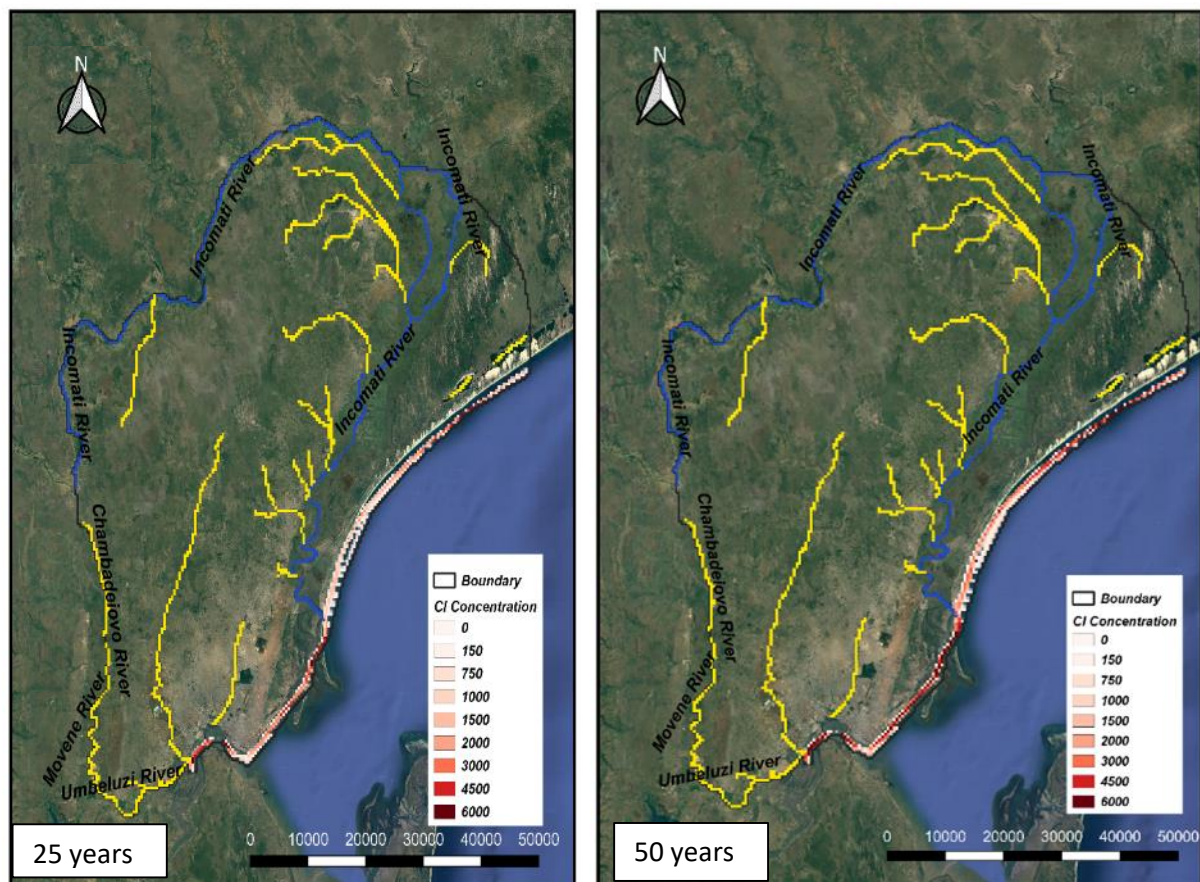 N
Incomati River
Incomati River
Incomati River
Incomati River
Chambadeiovo River
Movene River
Umbeluzi River
Boundary
Cl Concentration
0
150
750
1000
1500
2000
3000
4500
6000
0 10000 20000 30000 40000 50000
25 years
N
Incomati River
Incomati River
Incomati River
Incomati River
Chambadeiovo River
Movene River
Umbeluzi River
Boundary
Cl Concentration
0
150
750
1000
1500
2000
3000
4500
6000
0 10000 20000 30000 40000 50000
50 years